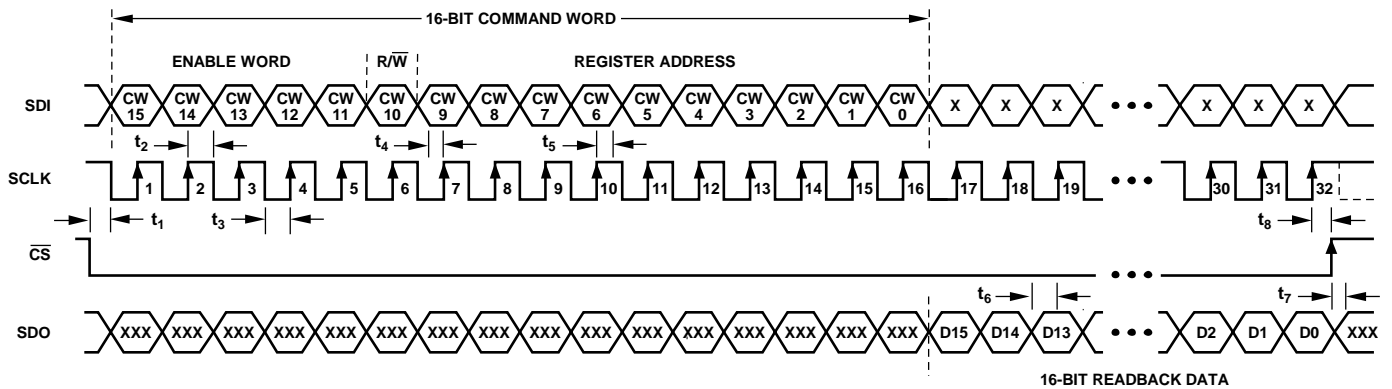 16-BIT COMMAND WORD
ENABLE WORD R/W̅ REGISTER ADDRESS
SDI CW 15 CW 14 CW 13 CW 12 CW 11 CW 10 CW 9 CW 8 CW 7 CW 6 CW 5 CW 4 CW 3 CW 2 CW 1 CW 0 X X X X X X
t2 t4 t5
SCLK 1 2 3 4 5 6 7 8 9 10 11 12 13 14 15 16 17 18 19 30 31 32
t1 t3 t8
C̅S̅
t6 t7
SDO XXX XXX XXX XXX XXX XXX XXX XXX XXX XXX XXX XXX XXX XXX XXX XXX D15 D14 D13 D2 D1 D0 XXX
16-BIT READBACK DATA